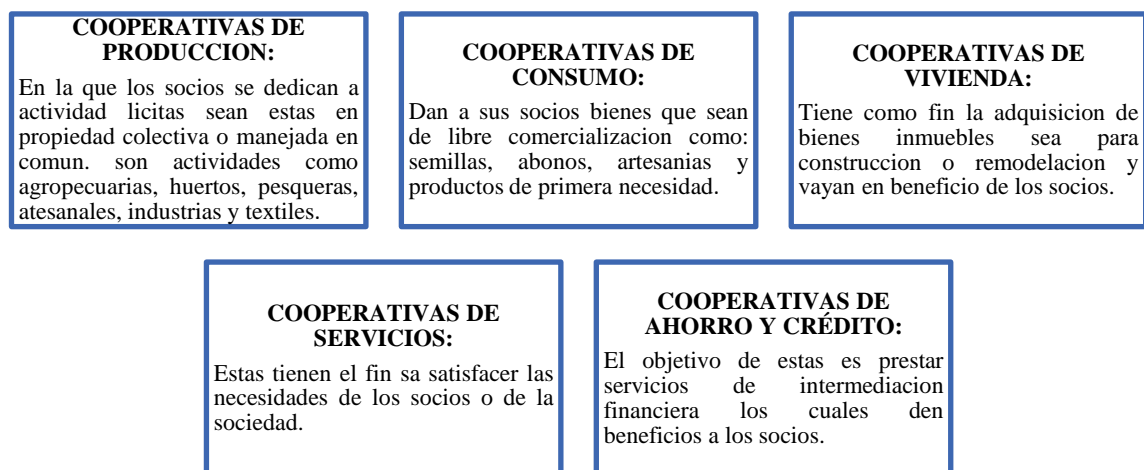 COOPERATIVAS DE
PRODUCCION:
En la que los socios se dedican a
actividad licitas sean estas en
propiedad colectiva o manejada en
comun. son actividades como
agropecuarias, huertos, pesqueras,
atesanales, industrias y textiles.
COOPERATIVAS DE
CONSUMO:
Dan a sus socios bienes que sean
de libre comercializacion como:
semillas, abonos, artesanias y
productos de primera necesidad.
COOPERATIVAS DE
VIVIENDA:
Tiene como fin la adquisicion de
bienes inmuebles sea para
construccion o remodelacion y
vayan en beneficio de los socios.
COOPERATIVAS DE
SERVICIOS:
Estas tienen el fin sa satisfacer las
necesidades de los socios o de la
sociedad.
COOPERATIVAS DE
AHORRO Y CRÉDITO:
El objetivo de estas es prestar
servicios de intermediacion
financiera los cuales den
beneficios a los socios.